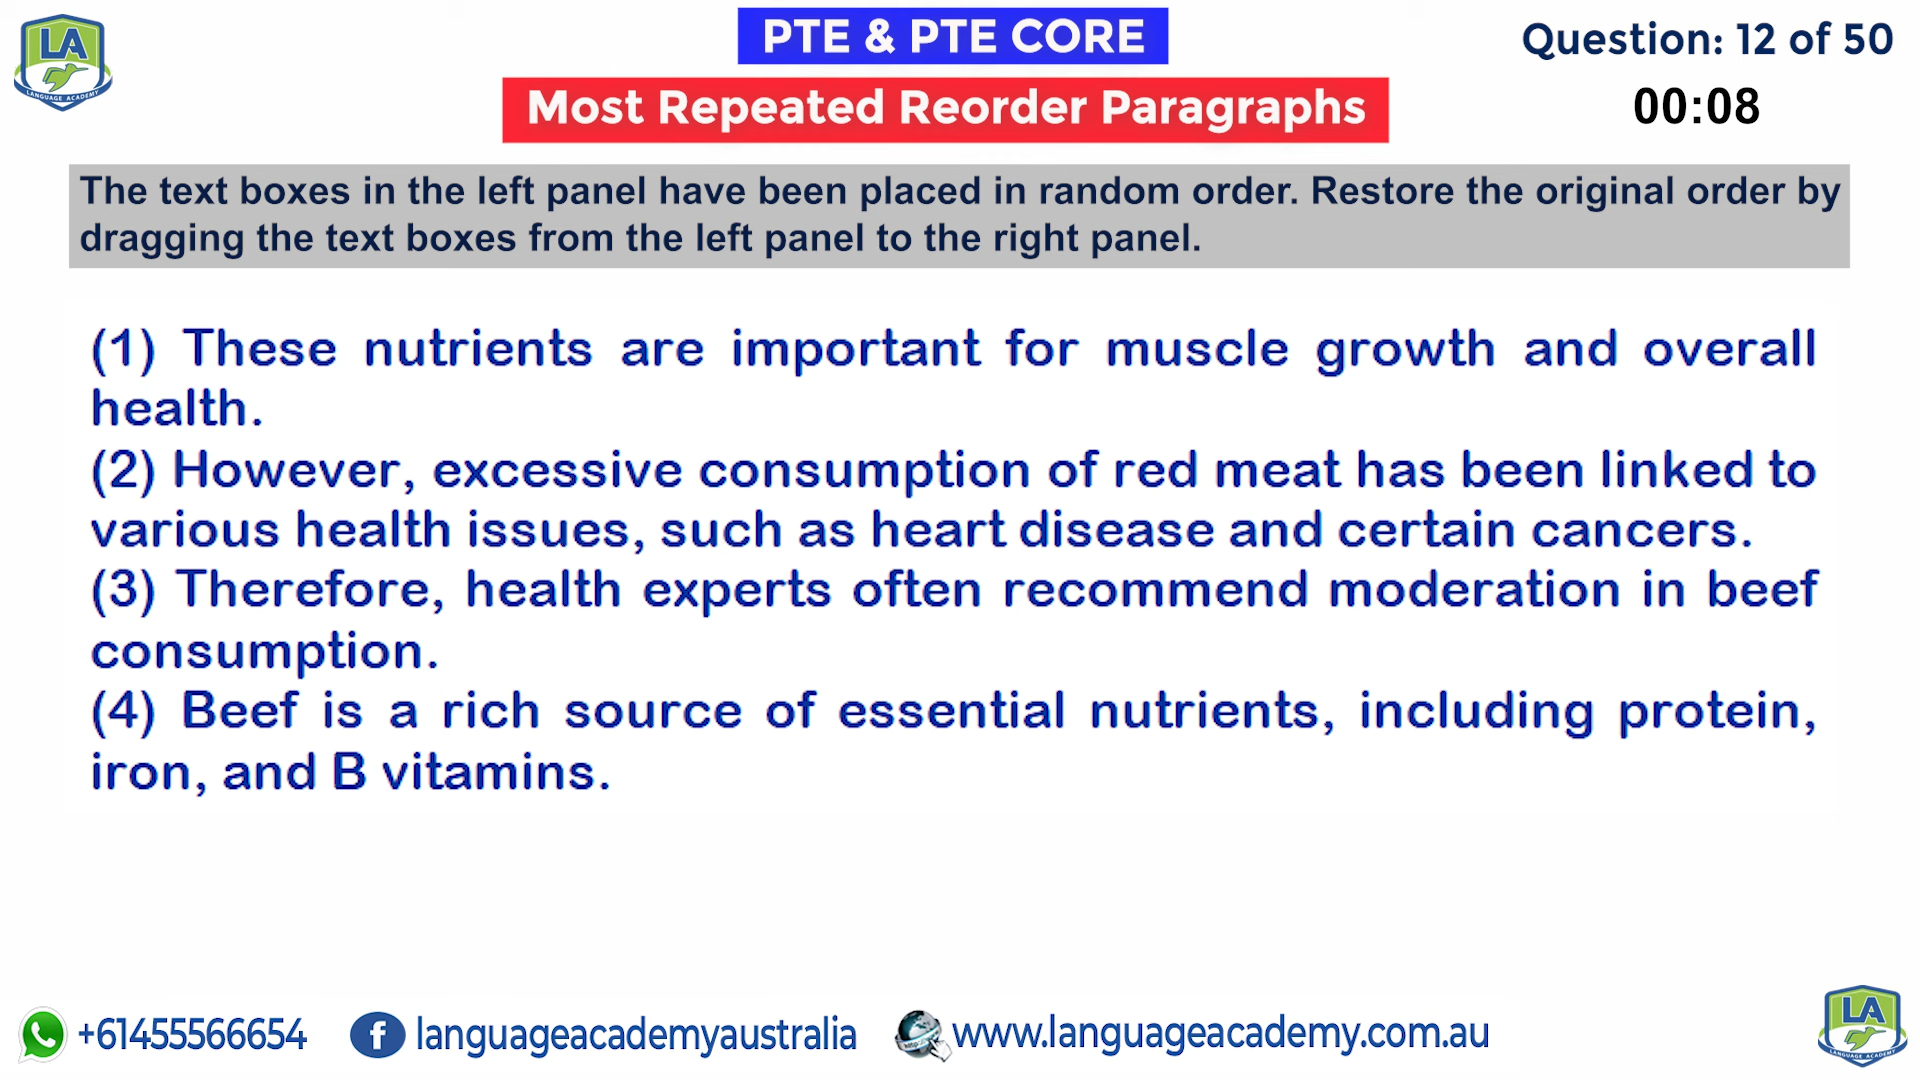 LA
LANGUAGE ACADEMY
PTE & PTE CORE
Most Repeated Reorder Paragraphs
Question: 12 of 50
00:08
The text boxes in the left panel have been placed in random order. Restore the original order by
dragging the text boxes from the left panel to the right panel.
(1) These nutrients are important for muscle growth and overall
health.
(2) However, excessive consumption of red meat has been linked to
various health issues, such as heart disease and certain cancers.
(3) Therefore, health experts often recommend moderation in beef
consumption.
(4) Beef is a rich source of essential nutrients, including protein,
iron, and B vitamins.
+61455566654
f languageacademyaustralia
www.languageacademy.com.au
LA
LANGUAGE ACADEMY